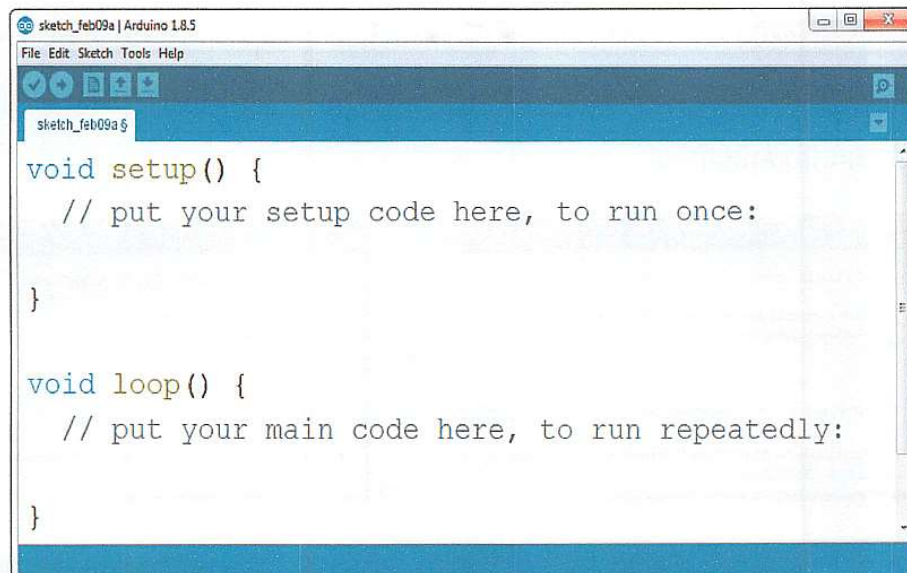 sketch_feb09a | Arduino 1.8.5
File Edit Sketch Tools Help
sketch_feb09a §
void setup() {
  // put your setup code here, to run once:
}
void loop() {
  // put your main code here, to run repeatedly:
}